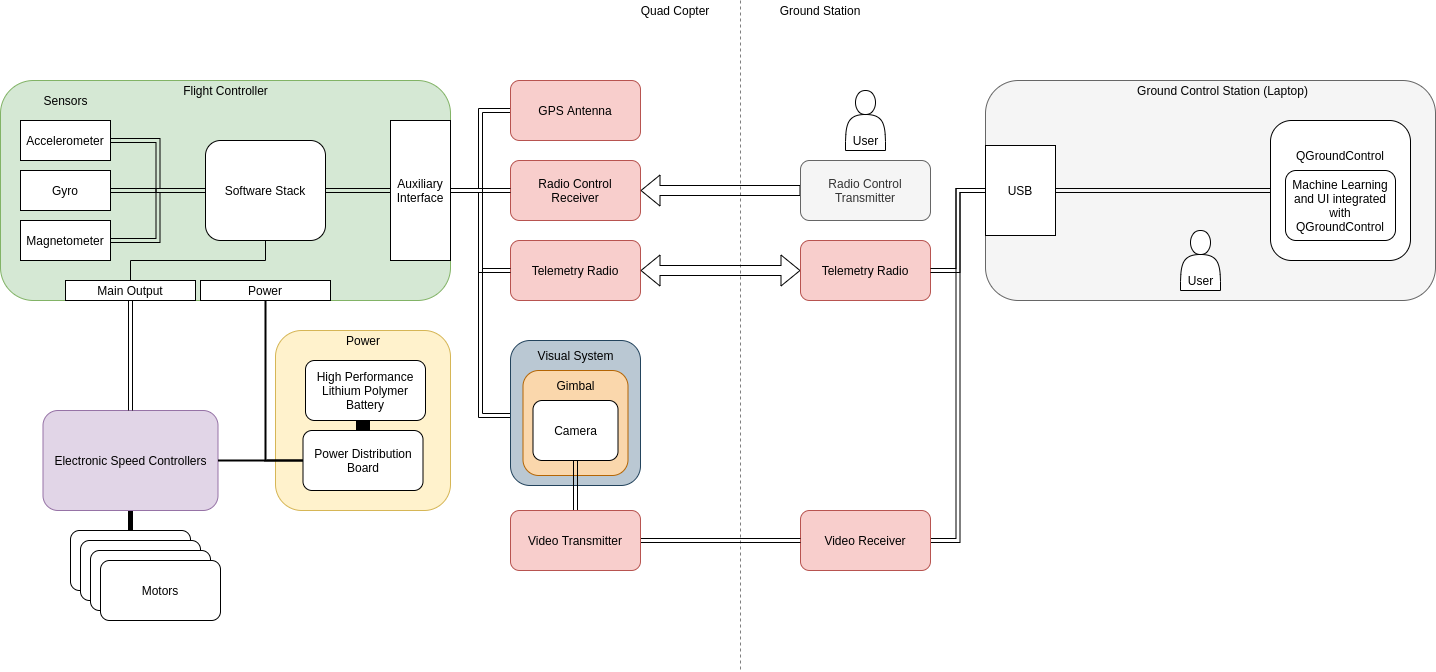 Quad Copter
Ground Station
Flight Controller
Sensors
Accelerometer
Gyro
Magnetometer
Software Stack
Auxiliary
Interface
Main Output
Power
GPS Antenna
Radio Control
Receiver
Telemetry Radio
User
Radio Control
Transmitter
Telemetry Radio
Ground Control Station (Laptop)
USB
QGroundControl
Machine Learning
and UI integrated
with
QGroundControl
User
Power
High Performance
Lithium Polymer
Battery
Power Distribution
Board
Electronic Speed Controllers
Motors
Visual System
Gimbal
Camera
Video Transmitter
Video Receiver